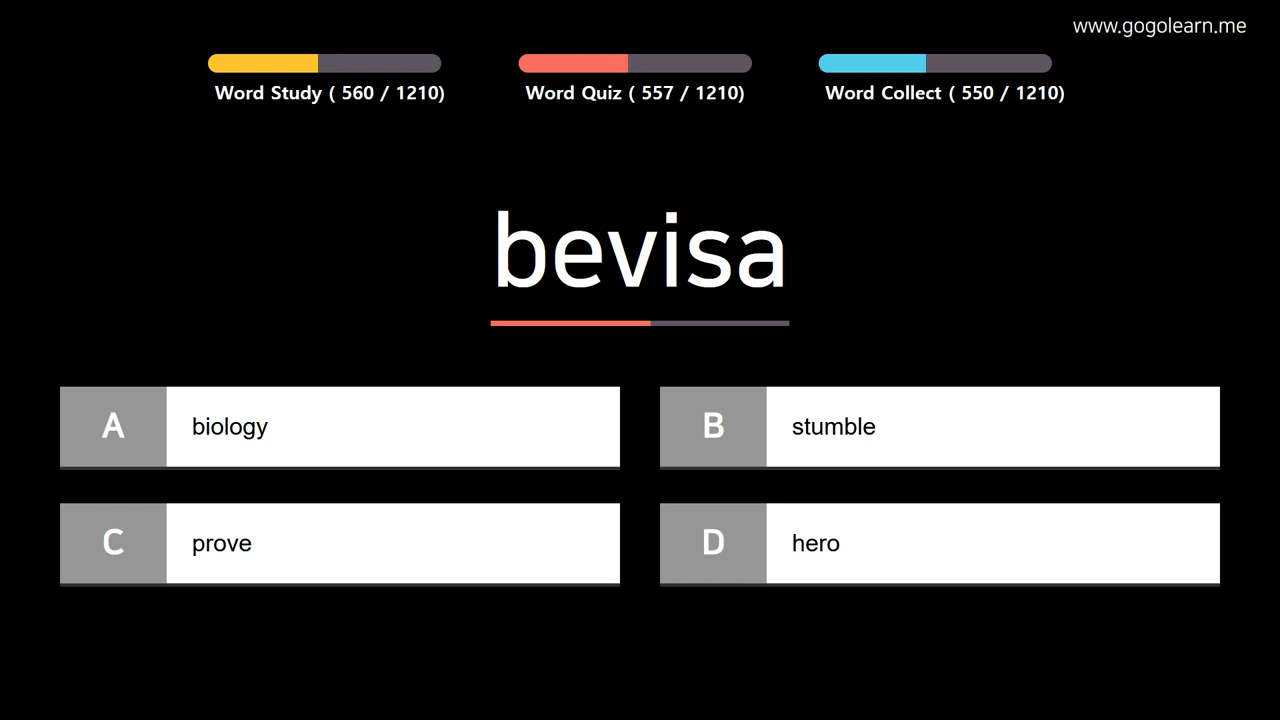 www.gogolearn.me
Word Study ( 560 / 1210)
Word Quiz ( 557 / 1210)
Word Collect ( 550 / 1210)
bevisa
A biology
B stumble
C prove
D hero